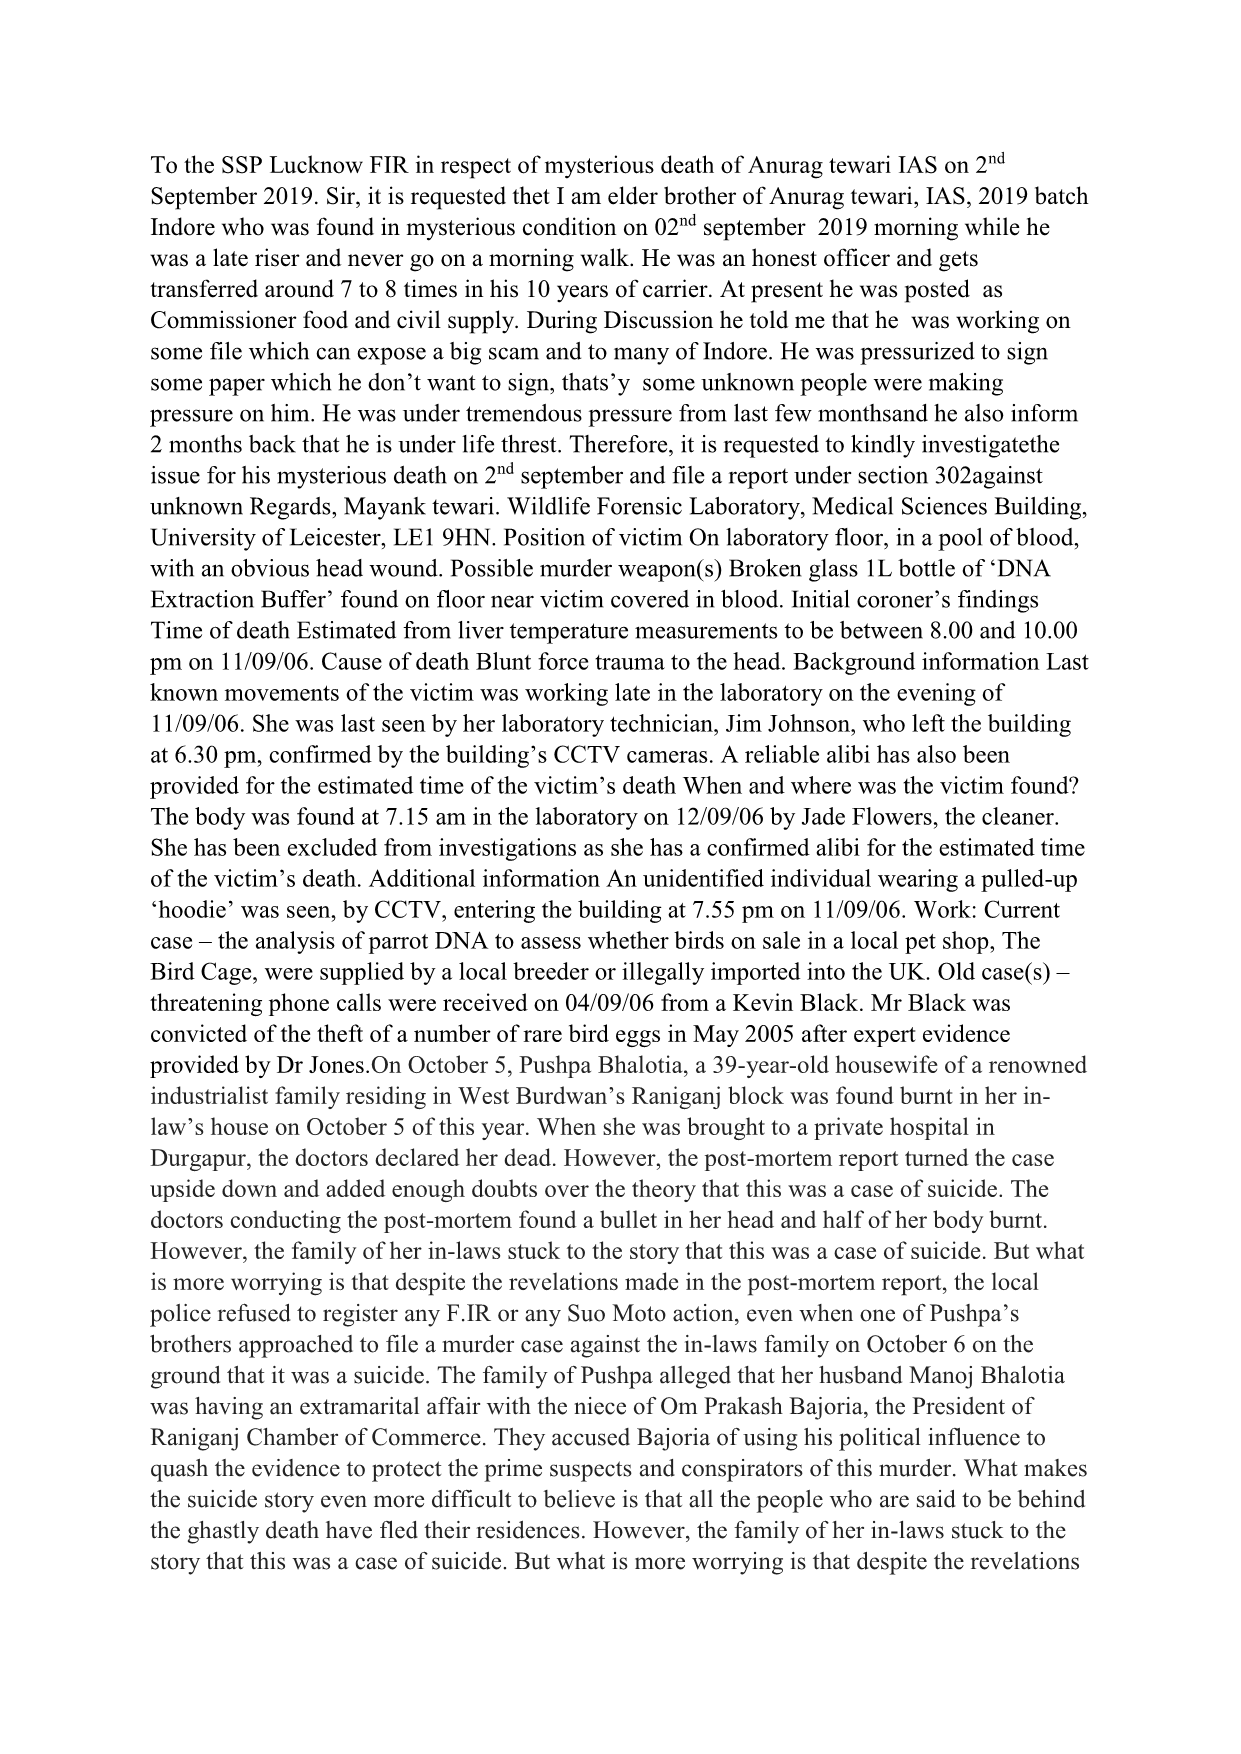 To the SSP Lucknow FIR in respect of mysterious death of Anurag tewari IAS on 2nd
September 2019. Sir, it is requested thet I am elder brother of Anurag tewari, IAS, 2019 batch
Indore who was found in mysterious condition on 02nd september  2019 morning while he
was a late riser and never go on a morning walk. He was an honest officer and gets
transferred around 7 to 8 times in his 10 years of carrier. At present he was posted  as
Commissioner food and civil supply. During Discussion he told me that he  was working on
some file which can expose a big scam and to many of Indore. He was pressurized to sign
some paper which he don’t want to sign, thats’y  some unknown people were making
pressure on him. He was under tremendous pressure from last few monthsand he also inform
2 months back that he is under life threst. Therefore, it is requested to kindly investigatethe
issue for his mysterious death on 2nd september and file a report under section 302against
unknown Regards, Mayank tewari. Wildlife Forensic Laboratory, Medical Sciences Building,
University of Leicester, LE1 9HN. Position of victim On laboratory floor, in a pool of blood,
with an obvious head wound. Possible murder weapon(s) Broken glass 1L bottle of ‘DNA
Extraction Buffer’ found on floor near victim covered in blood. Initial coroner’s findings
Time of death Estimated from liver temperature measurements to be between 8.00 and 10.00
pm on 11/09/06. Cause of death Blunt force trauma to the head. Background information Last
known movements of the victim was working late in the laboratory on the evening of
11/09/06. She was last seen by her laboratory technician, Jim Johnson, who left the building
at 6.30 pm, confirmed by the building’s CCTV cameras. A reliable alibi has also been
provided for the estimated time of the victim’s death When and where was the victim found?
The body was found at 7.15 am in the laboratory on 12/09/06 by Jade Flowers, the cleaner.
She has been excluded from investigations as she has a confirmed alibi for the estimated time
of the victim’s death. Additional information An unidentified individual wearing a pulled-up
‘hoodie’ was seen, by CCTV, entering the building at 7.55 pm on 11/09/06. Work: Current
case – the analysis of parrot DNA to assess whether birds on sale in a local pet shop, The
Bird Cage, were supplied by a local breeder or illegally imported into the UK. Old case(s) –
threatening phone calls were received on 04/09/06 from a Kevin Black. Mr Black was
convicted of the theft of a number of rare bird eggs in May 2005 after expert evidence
provided by Dr Jones.On October 5, Pushpa Bhalotia, a 39-year-old housewife of a renowned
industrialist family residing in West Burdwan’s Raniganj block was found burnt in her in-
law’s house on October 5 of this year. When she was brought to a private hospital in
Durgapur, the doctors declared her dead. However, the post-mortem report turned the case
upside down and added enough doubts over the theory that this was a case of suicide. The
doctors conducting the post-mortem found a bullet in her head and half of her body burnt.
However, the family of her in-laws stuck to the story that this was a case of suicide. But what
is more worrying is that despite the revelations made in the post-mortem report, the local
police refused to register any F.IR or any Suo Moto action, even when one of Pushpa’s
brothers approached to file a murder case against the in-laws family on October 6 on the
ground that it was a suicide. The family of Pushpa alleged that her husband Manoj Bhalotia
was having an extramarital affair with the niece of Om Prakash Bajoria, the President of
Raniganj Chamber of Commerce. They accused Bajoria of using his political influence to
quash the evidence to protect the prime suspects and conspirators of this murder. What makes
the suicide story even more difficult to believe is that all the people who are said to be behind
the ghastly death have fled their residences. However, the family of her in-laws stuck to the
story that this was a case of suicide. But what is more worrying is that despite the revelations